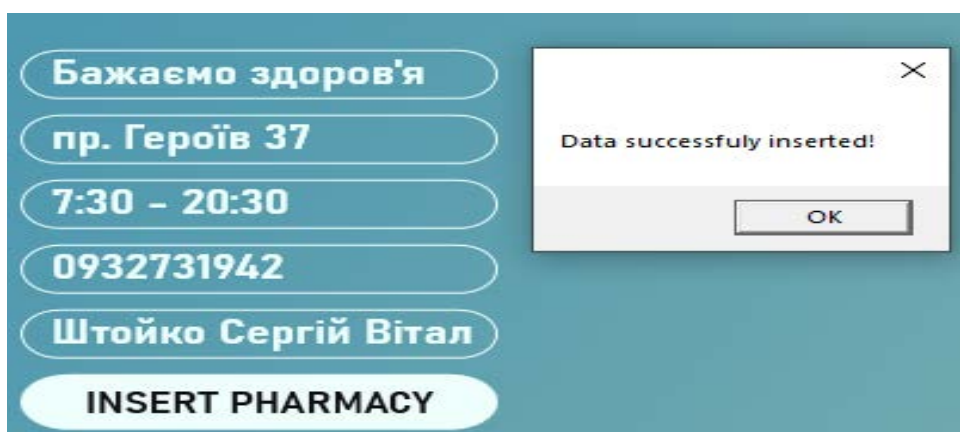 Бажаємо здоров'я
пр. Героїв 37
7:30 - 20:30
0932731942
Штойко Сергій Вітал
INSERT PHARMACY
Data successfuly inserted!
OK